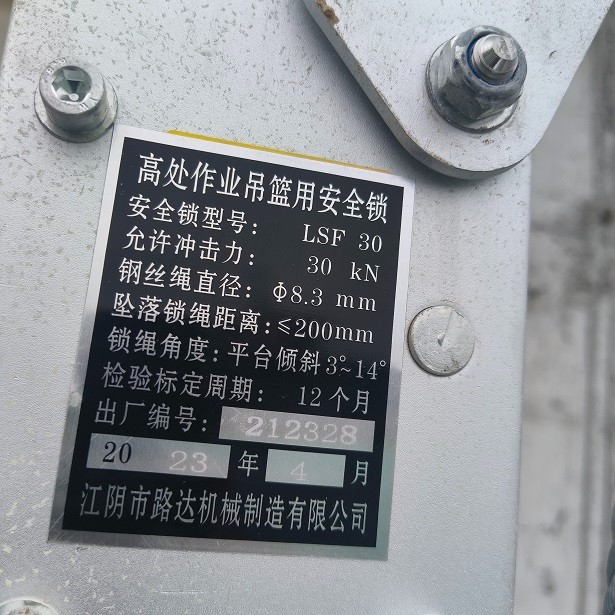 高处作业吊篮用安全锁
安全锁型号: LSF 30
允许冲击力: 30 kN
钢丝绳直径: Φ8.3 mm
坠落锁绳距离:≤200mm
锁绳角度:平台倾斜3°~14°
检验标定周期: 12个月
出厂编号: 212328
20 23 年 4 月
江阴市路达机械制造有限公司